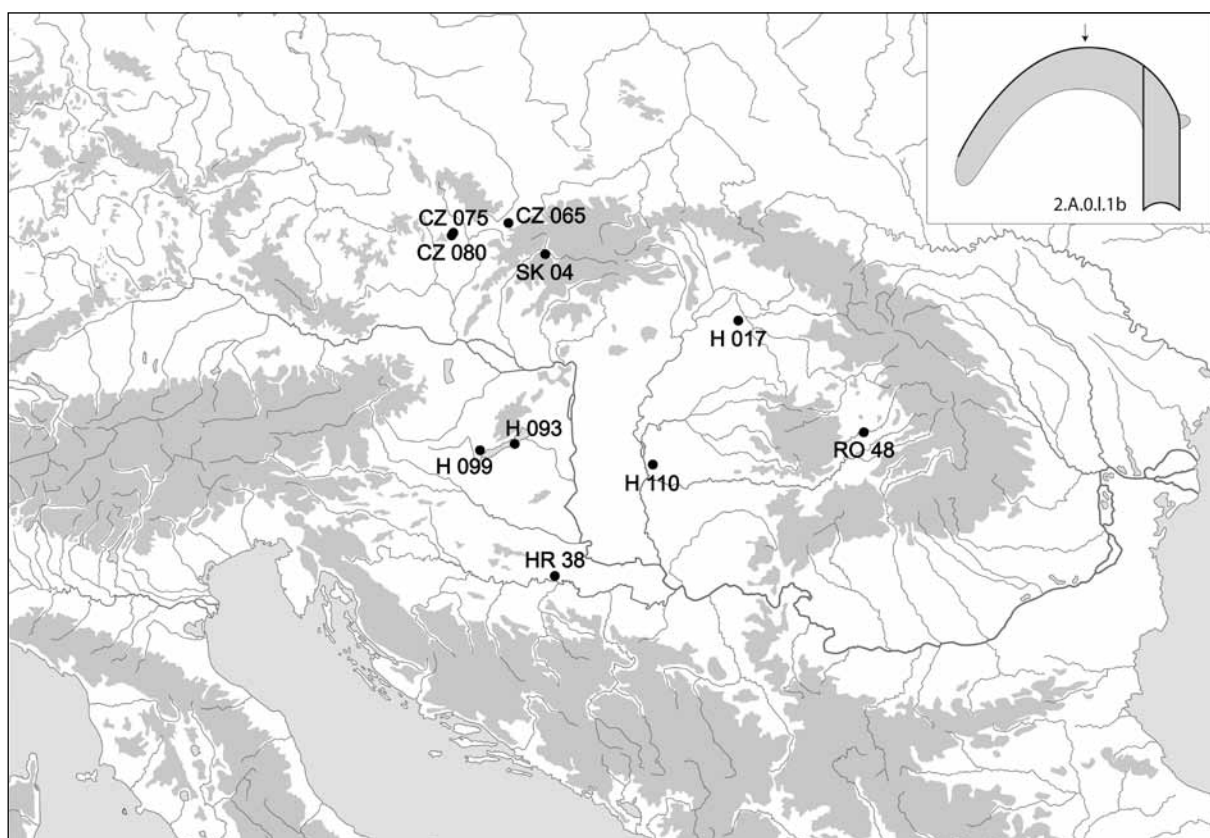 2.A.0.I.1b
CZ 075
CZ 065
CZ 080
SK 04
H 017
H 093
H 099
RO 48
H 110
HR 38